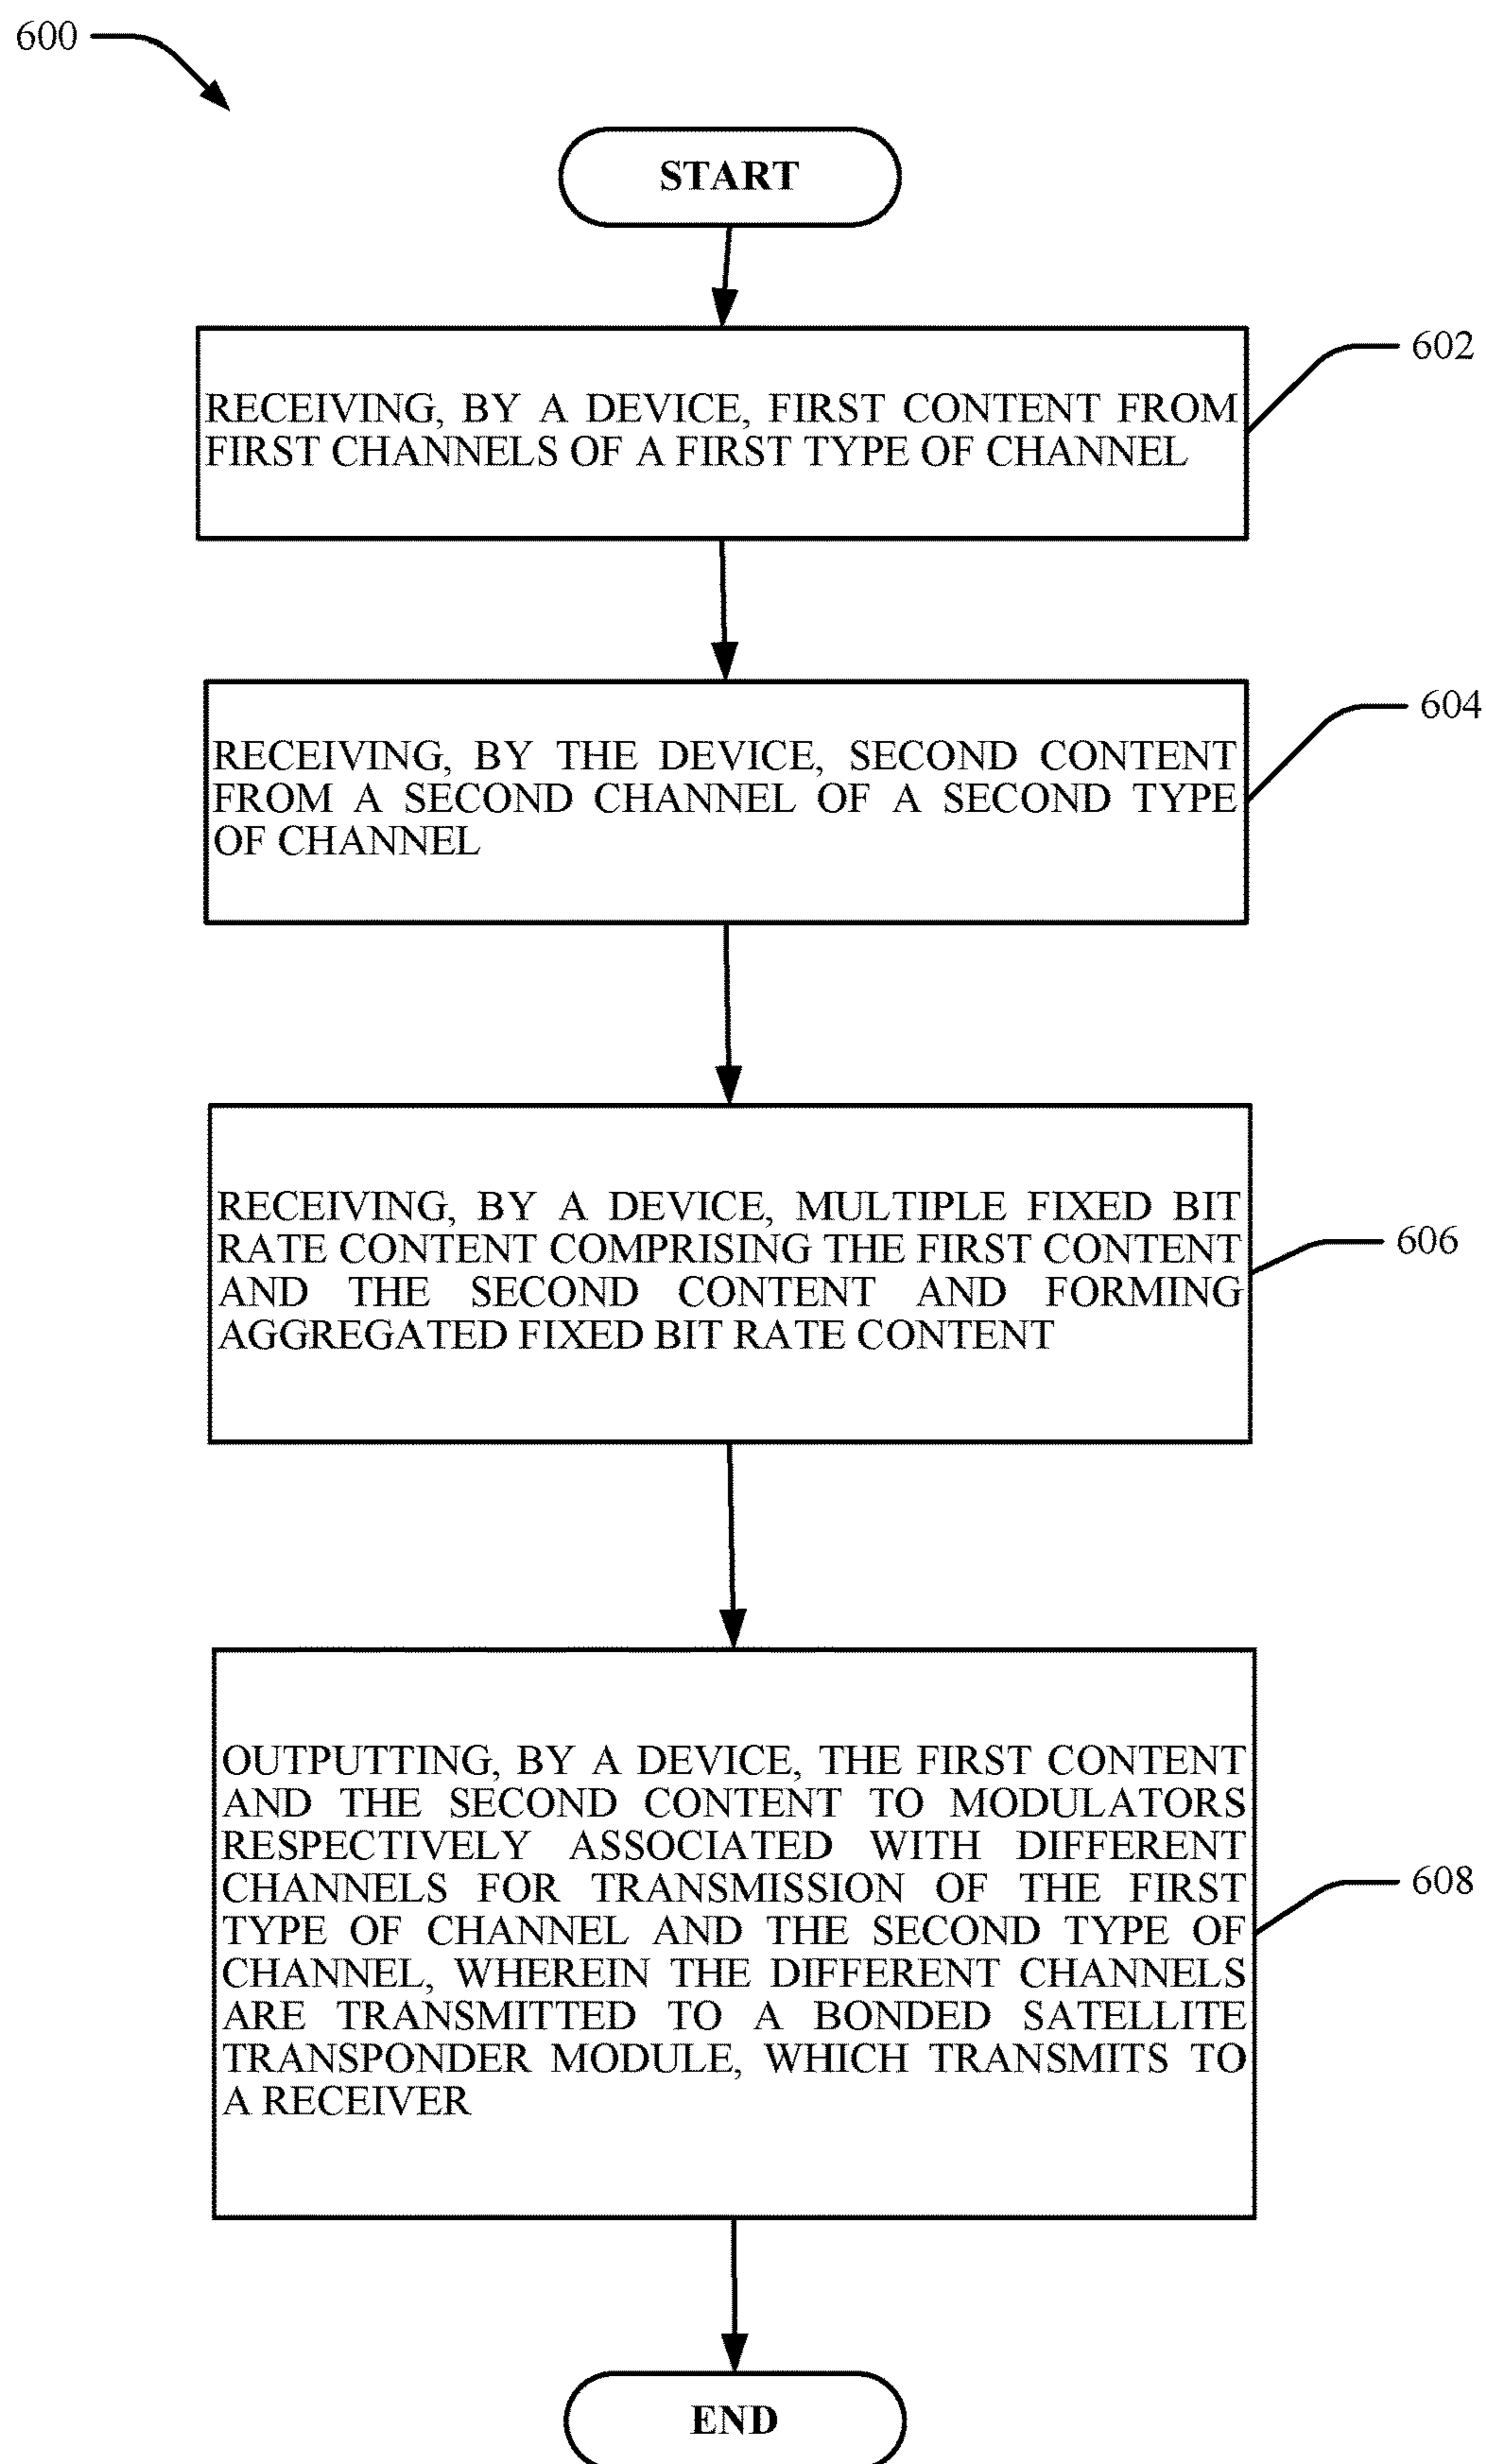 600
START
602
RECEIVING, BY A DEVICE, FIRST CONTENT FROM
FIRST CHANNELS OF A FIRST TYPE OF CHANNEL
604
RECEIVING, BY THE DEVICE, SECOND CONTENT
FROM A SECOND CHANNEL OF A SECOND TYPE
OF CHANNEL
606
RECEIVING, BY A DEVICE, MULTIPLE FIXED BIT
RATE CONTENT COMPRISING THE FIRST CONTENT
AND THE SECOND CONTENT AND FORMING
AGGREGATED FIXED BIT RATE CONTENT
608
OUTPUTTING, BY A DEVICE, THE FIRST CONTENT
AND THE SECOND CONTENT TO MODULATORS
RESPECTIVELY ASSOCIATED WITH DIFFERENT
CHANNELS FOR TRANSMISSION OF THE FIRST
TYPE OF CHANNEL AND THE SECOND TYPE OF
CHANNEL, WHEREIN THE DIFFERENT CHANNELS
ARE TRANSMITTED TO A BONDED SATELLITE
TRANSPONDER MODULE, WHICH TRANSMITS TO
A RECEIVER
END